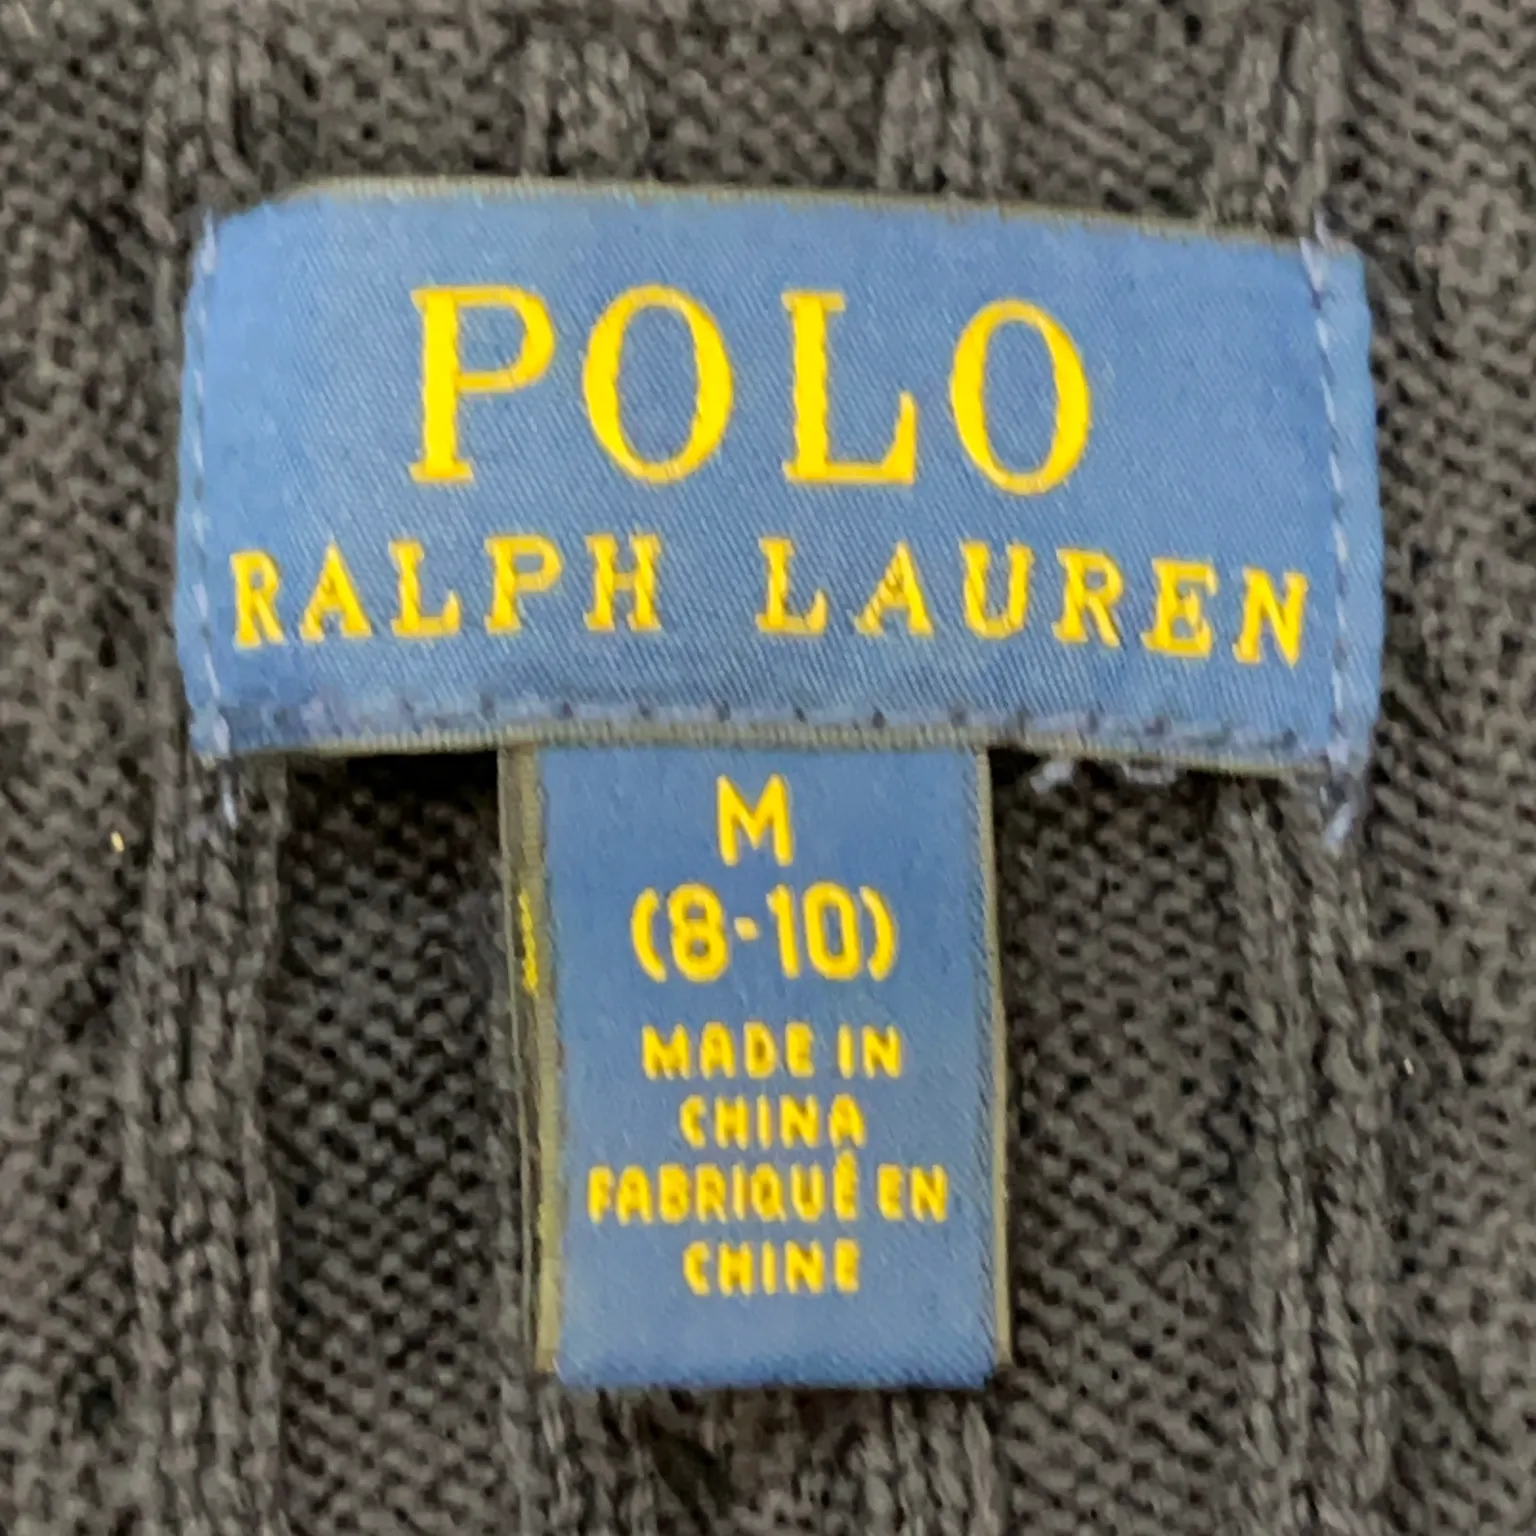 POLO
RALPH LAUREN
M
(8-10)
MADE IN
CHINA
FABRIQUÉ EN
CHINE